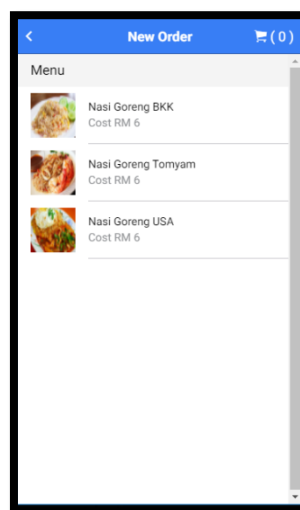 New Order
( 0 )
Menu
Nasi Goreng BKK
Cost RM 6
Nasi Goreng Tomyam
Cost RM 6
Nasi Goreng USA
Cost RM 6